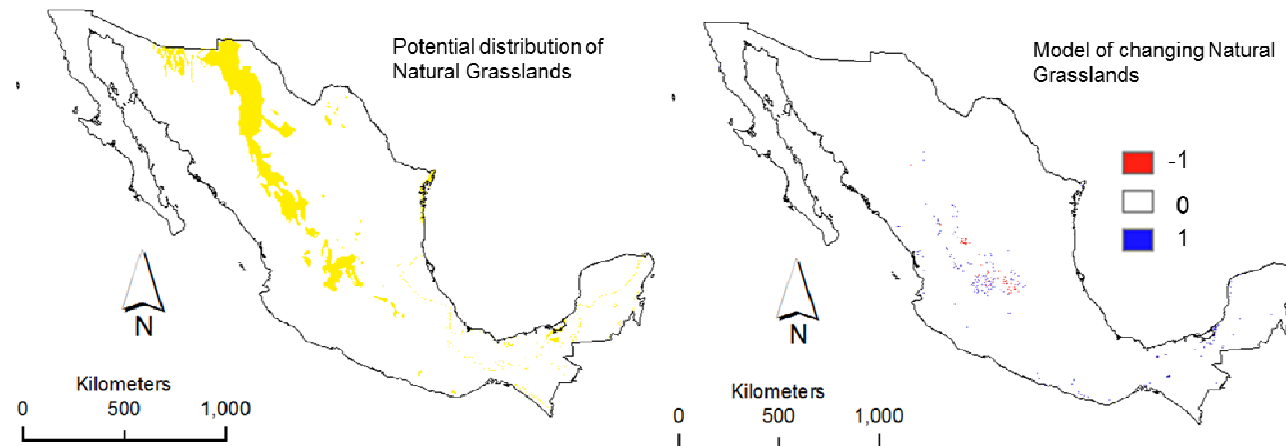 Potential distribution of
Natural Grasslands
N
Kilometers
0 500 1,000
Model of changing Natural
Grasslands
-1
0
1
N
Kilometers
0 500 1,000